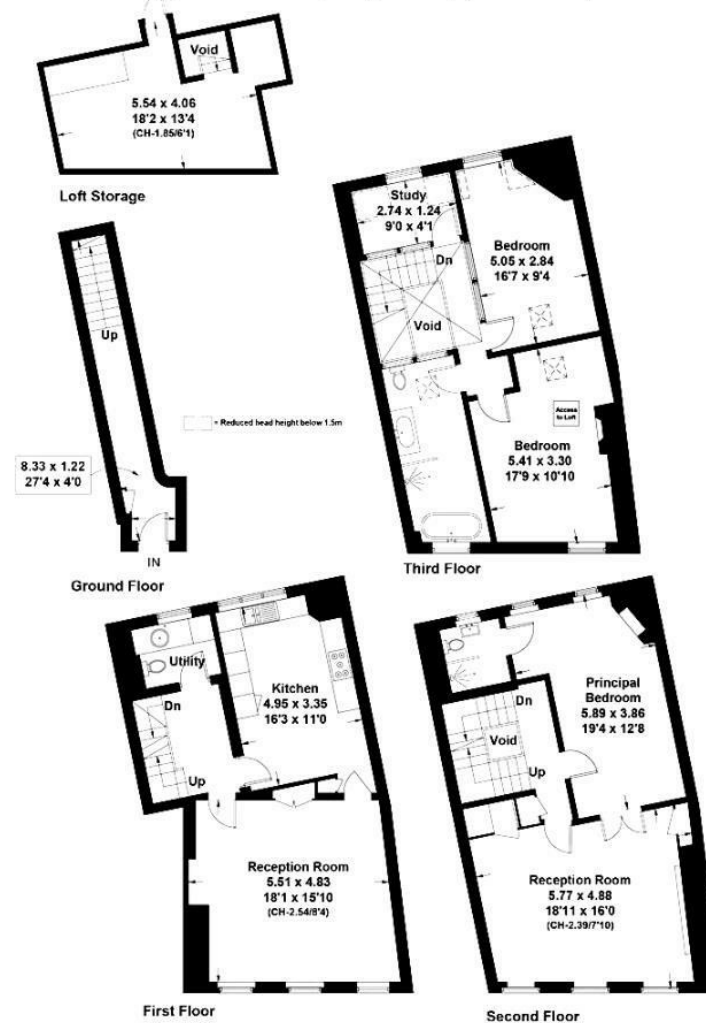 Void
5.54 x 4.06
18'2 x 13'4
(CH-1.85/6'1)
Loft Storage
Up
= Reduced head height below 1.5m
8.33 x 1.22
27'4 x 4'0
IN
Ground Floor
Study
2.74 x 1.24
9'0 x 4'1
Dn
Void
Bedroom
5.05 x 2.84
16'7 x 9'4
Access
to Loft
Bedroom
5.41 x 3.30
17'9 x 10'10
Third Floor
Utility
Dn
Up
Kitchen
4.95 x 3.35
16'3 x 11'0
Reception Room
5.51 x 4.83
18'1 x 15'10
(CH-2.54/8'4)
First Floor
Principal
Bedroom
5.89 x 3.86
19'4 x 12'8
Dn
Void
Up
Reception Room
5.77 x 4.88
18'11 x 16'0
(CH-2.39/7'10)
Second Floor